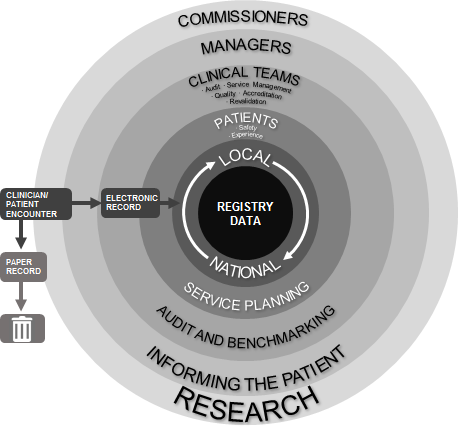 COMMISSIONERS
MANAGERS
CLINICAL TEAMS
· Audit · Service Management
· Quality · Accreditation
· Revalidation
PATIENTS
· Safety
· Experience
LOCAL
CLINICIAN/
PATIENT
ENCOUNTER
ELECTRONIC
RECORD
REGISTRY
DATA
PAPER
RECORD
NATIONAL
SERVICE PLANNING
AUDIT AND BENCHMARKING
INFORMING THE PATIENT
RESEARCH